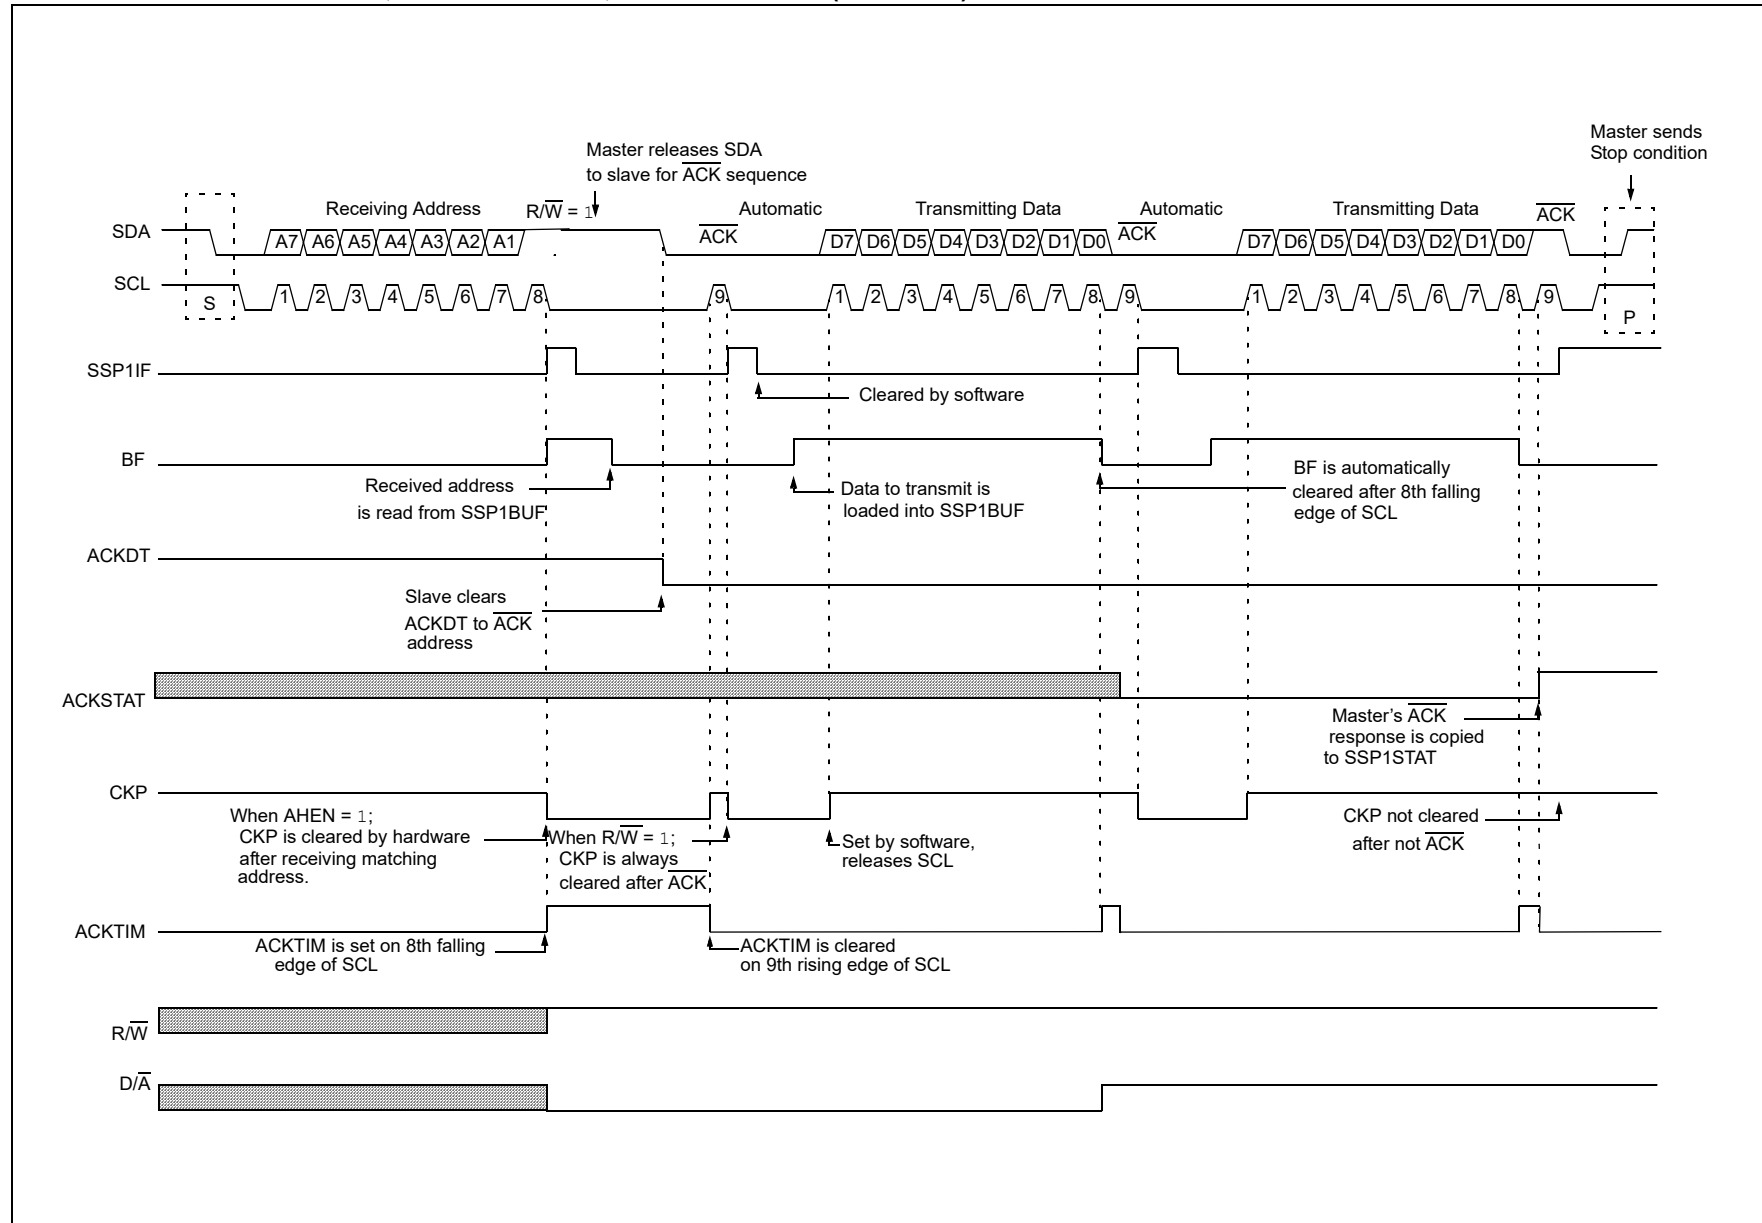 Master sends
Stop condition
Master releases SDA
to slave for ACK sequence
Receiving Address
R/W = 1
Automatic
Transmitting Data
Automatic
Transmitting Data
ACK
ACK
ACK
SDA
A7 A6 A5 A4 A3 A2 A1
D7 D6 D5 D4 D3 D2 D1 D0
D7 D6 D5 D4 D3 D2 D1 D0
SCL
S
1 2 3 4 5 6 7 8
9
1 2 3 4 5 6 7 8 9
1 2 3 4 5 6 7 8 9
P
SSP1IF
Cleared by software
BF
Received address
is read from SSP1BUF
Data to transmit is
loaded into SSP1BUF
BF is automatically
cleared after 8th falling
edge of SCL
ACKDT
Slave clears
ACKDT to ACK
address
ACKSTAT
Master’s ACK
response is copied
to SSP1STAT
CKP
When AHEN = 1;
CKP is cleared by hardware
after receiving matching
address.
When R/W = 1;
CKP is always
cleared after ACK
Set by software,
releases SCL
CKP not cleared
after not ACK
ACKTIM
ACKTIM is set on 8th falling
edge of SCL
ACKTIM is cleared
on 9th rising edge of SCL
R/W
D/A